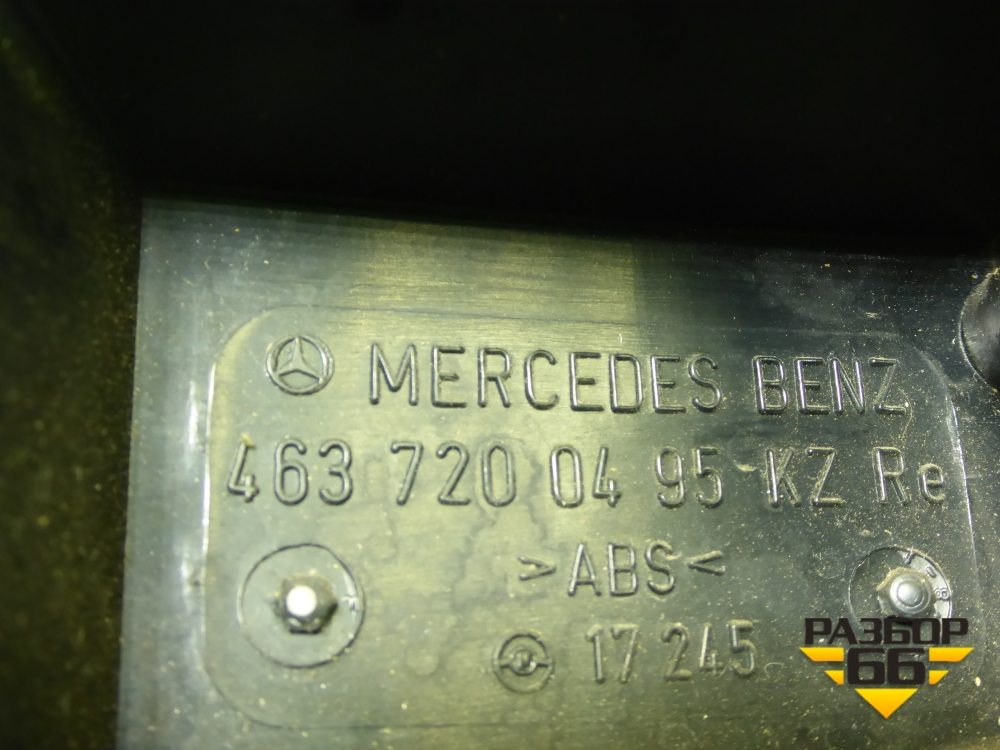 MERCEDES BENZ
463 720 04 95 KZ Re
>ABS<
17 245
РАЗБОР
66